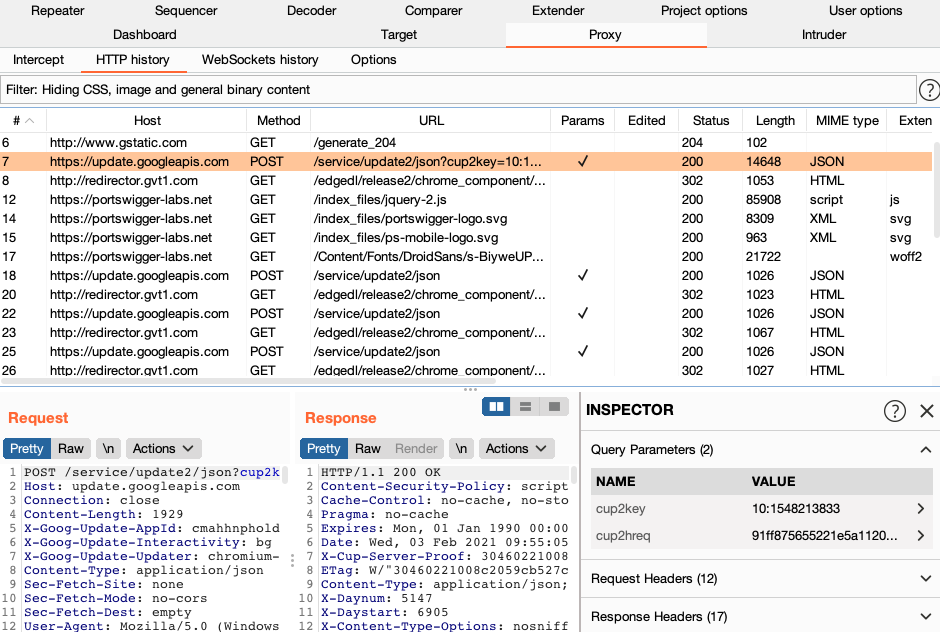 Repeater Sequencer Decoder Comparer Extender Project options User options
Dashboard Target Proxy Intruder
Intercept HTTP history WebSockets history Options
Filter: Hiding CSS, image and general binary content ?
# Host Method URL Params Edited Status Length MIME type Exten
6 http://www.gstatic.com GET /generate_204 204 102
7 https://update.googleapis.com POST /service/update2/json?cup2key=10:1... ✓ 200 14648 JSON
8 http://redirector.gvt1.com GET /edgedl/release2/chrome_component/... 302 1053 HTML
12 https://portswigger-labs.net GET /index_files/jquery-2.js 200 85908 script js
14 https://portswigger-labs.net GET /index_files/portswigger-logo.svg 200 8309 XML svg
15 https://portswigger-labs.net GET /index_files/ps-mobile-logo.svg 200 963 XML svg
17 https://portswigger-labs.net GET /Content/Fonts/DroidSans/s-BiyweUP... 200 21722 woff2
18 https://update.googleapis.com POST /service/update2/json ✓ 200 1026 JSON
20 http://redirector.gvt1.com GET /edgedl/release2/chrome_component/... 302 1023 HTML
22 https://update.googleapis.com POST /service/update2/json ✓ 200 1026 JSON
23 http://redirector.gvt1.com GET /edgedl/release2/chrome_component/... 302 1067 HTML
25 https://update.googleapis.com POST /service/update2/json ✓ 200 1026 JSON
26 http://redirector.gvt1.com GET /edgedl/release2/chrome_component/... 302 1027 HTML
Request
Pretty Raw \n Actions
1 POST /service/update2/json?cup2k
2 Host: update.googleapis.com
3 Connection: close
4 Content-Length: 1929
5 X-Goog-Update-AppId: cmahhnphold
6 X-Goog-Update-Interactivity: bg
7 X-Goog-Update-Updater: chromium-
8 Content-Type: application/json
9 Sec-Fetch-Site: none
10 Sec-Fetch-Mode: no-cors
11 Sec-Fetch-Dest: empty
12 User-Agent: Mozilla/5.0 (Windows
Response
Pretty Raw Render \n Actions
1 HTTP/1.1 200 OK
2 Content-Security-Policy: script
3 Cache-Control: no-cache, no-sto
4 Pragma: no-cache
5 Expires: Mon, 01 Jan 1990 00:00
6 Date: Wed, 03 Feb 2021 09:55:05
7 X-Cup-Server-Proof: 30460221008
8 ETag: W/"30460221008c2059cb527c
9 Content-Type: application/json;
10 X-Daynum: 5147
11 X-Daystart: 6905
12 X-Content-Type-Options: nosniff
INSPECTOR ?
Query Parameters (2)
NAME VALUE
cup2key 10:1548213833
cup2hreq 91ff875655221e5a1120...
Request Headers (12)
Response Headers (17)